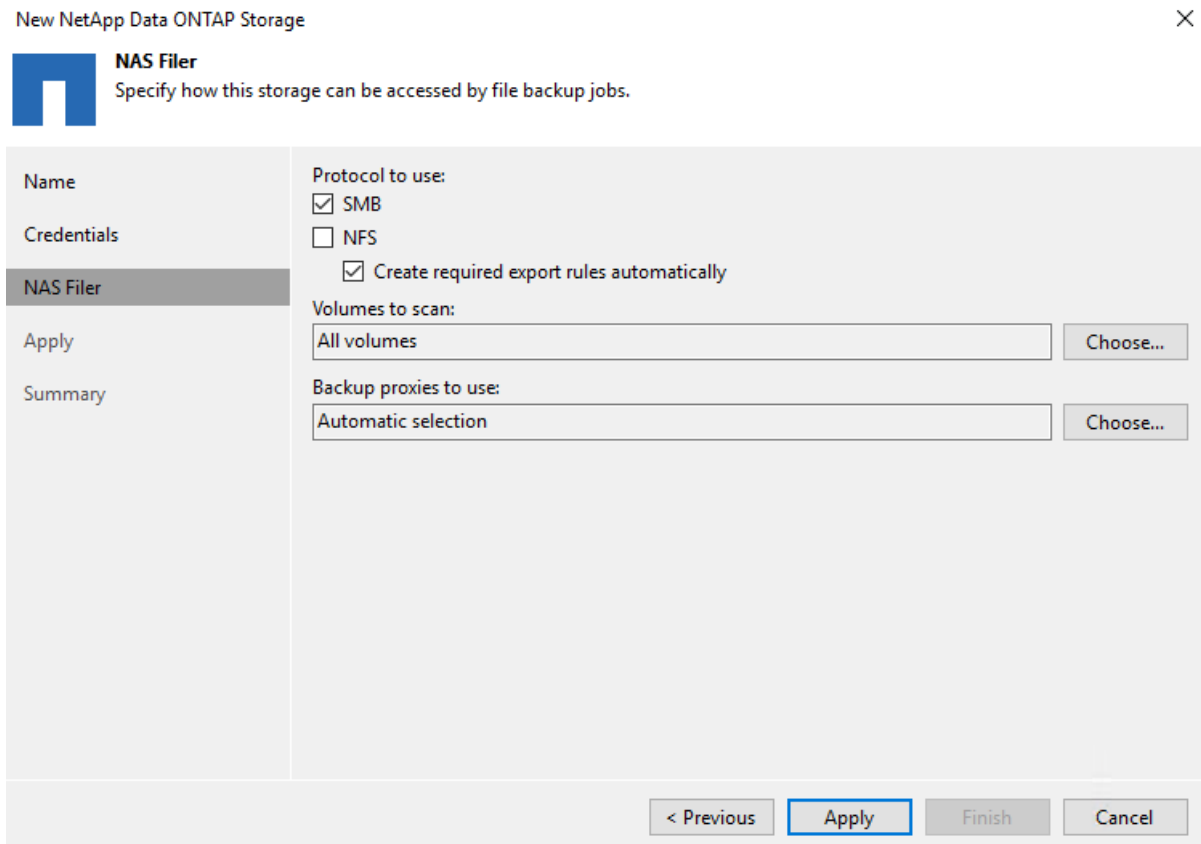 New NetApp Data ONTAP Storage
NAS Filer
Specify how this storage can be accessed by file backup jobs.
Name
Credentials
NAS Filer
Apply
Summary
Protocol to use:
SMB
NFS
Create required export rules automatically
Volumes to scan:
All volumes
Choose...
Backup proxies to use:
Automatic selection
Choose...
< Previous
Apply
Finish
Cancel